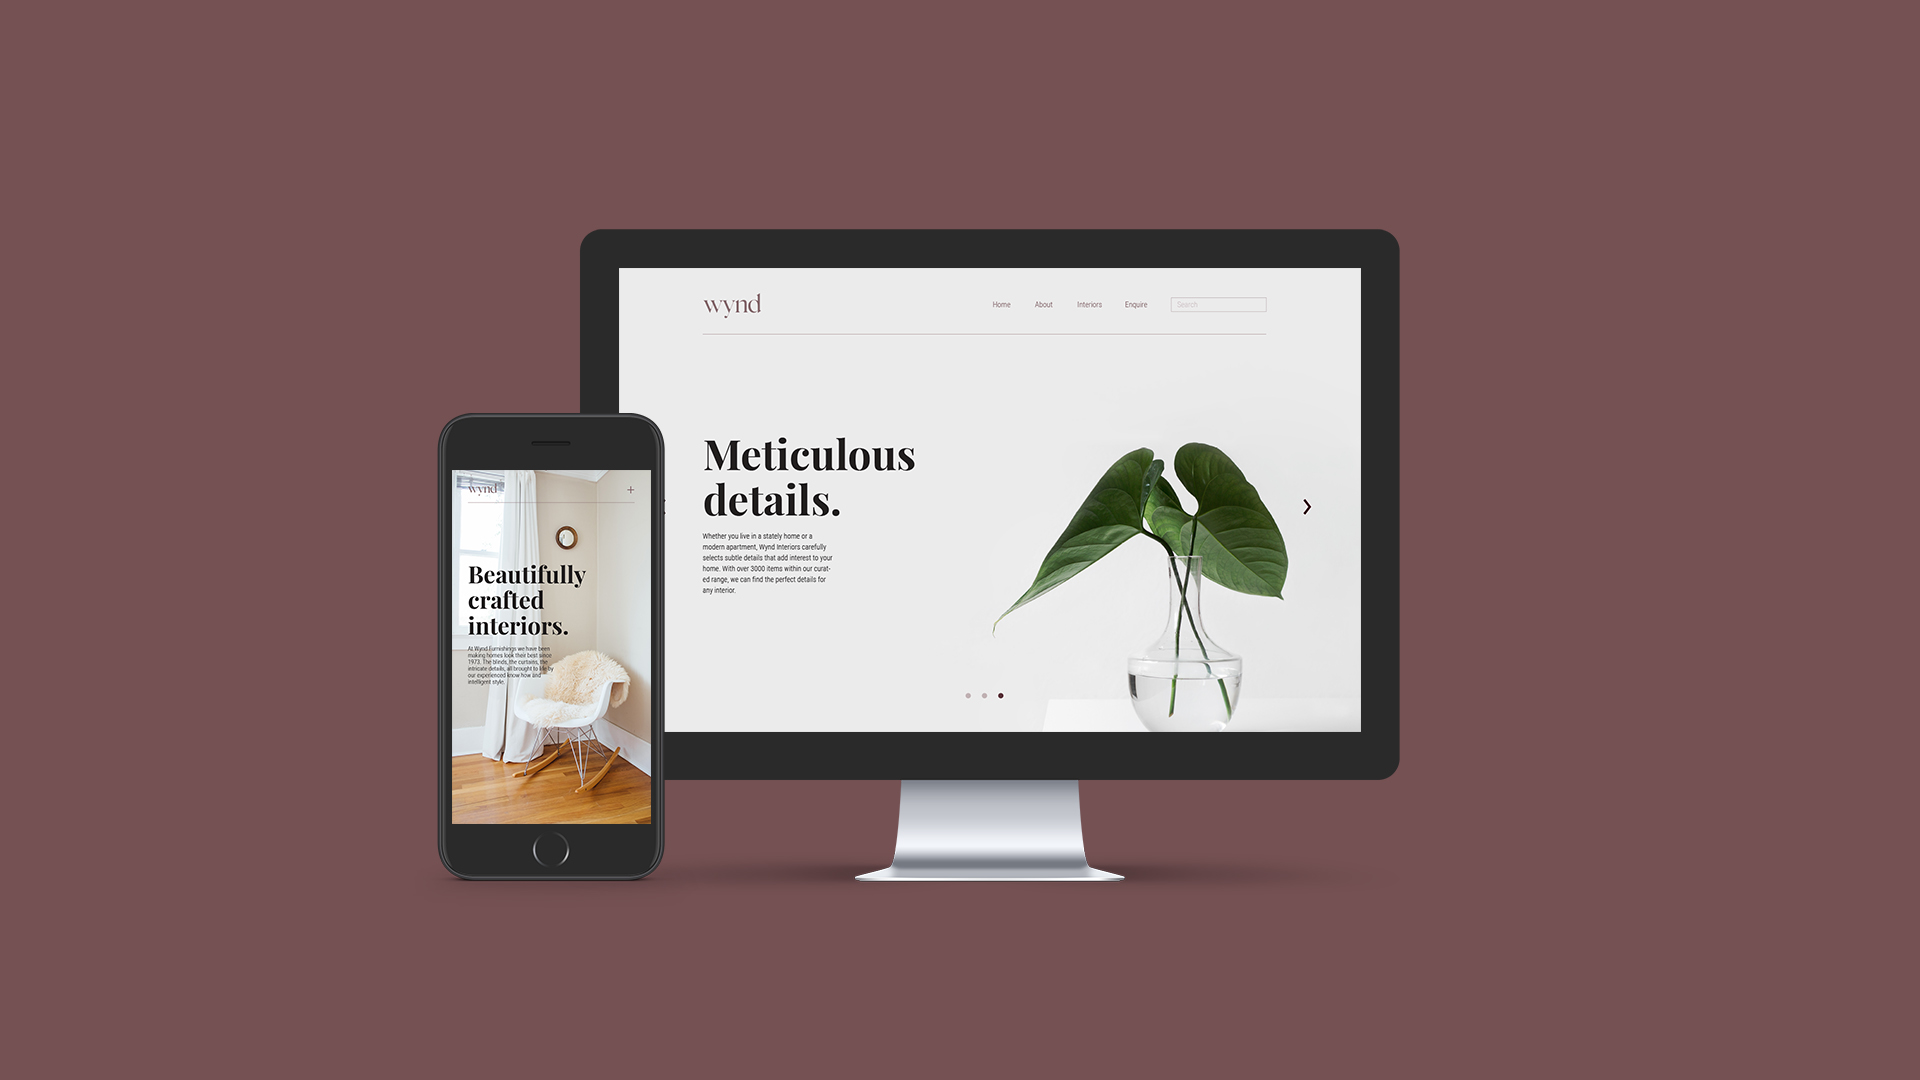 wynd
Home
About
Interiors
Enquire
Search
Meticulous
details.
Whether you live in a stately home or a
modern apartment, Wynd Interiors carefully
selects subtle details that add interest to your
home. With over 3000 items within our curat-
ed range, we can find the perfect details for
any interior.
wynd
Beautifully
crafted
interiors.
At Wynd Furnishings we have been
making homes look their best since
1973. The blinds, the curtains, the
intricate details, all brought to life by
our experienced know how and
intelligent style.